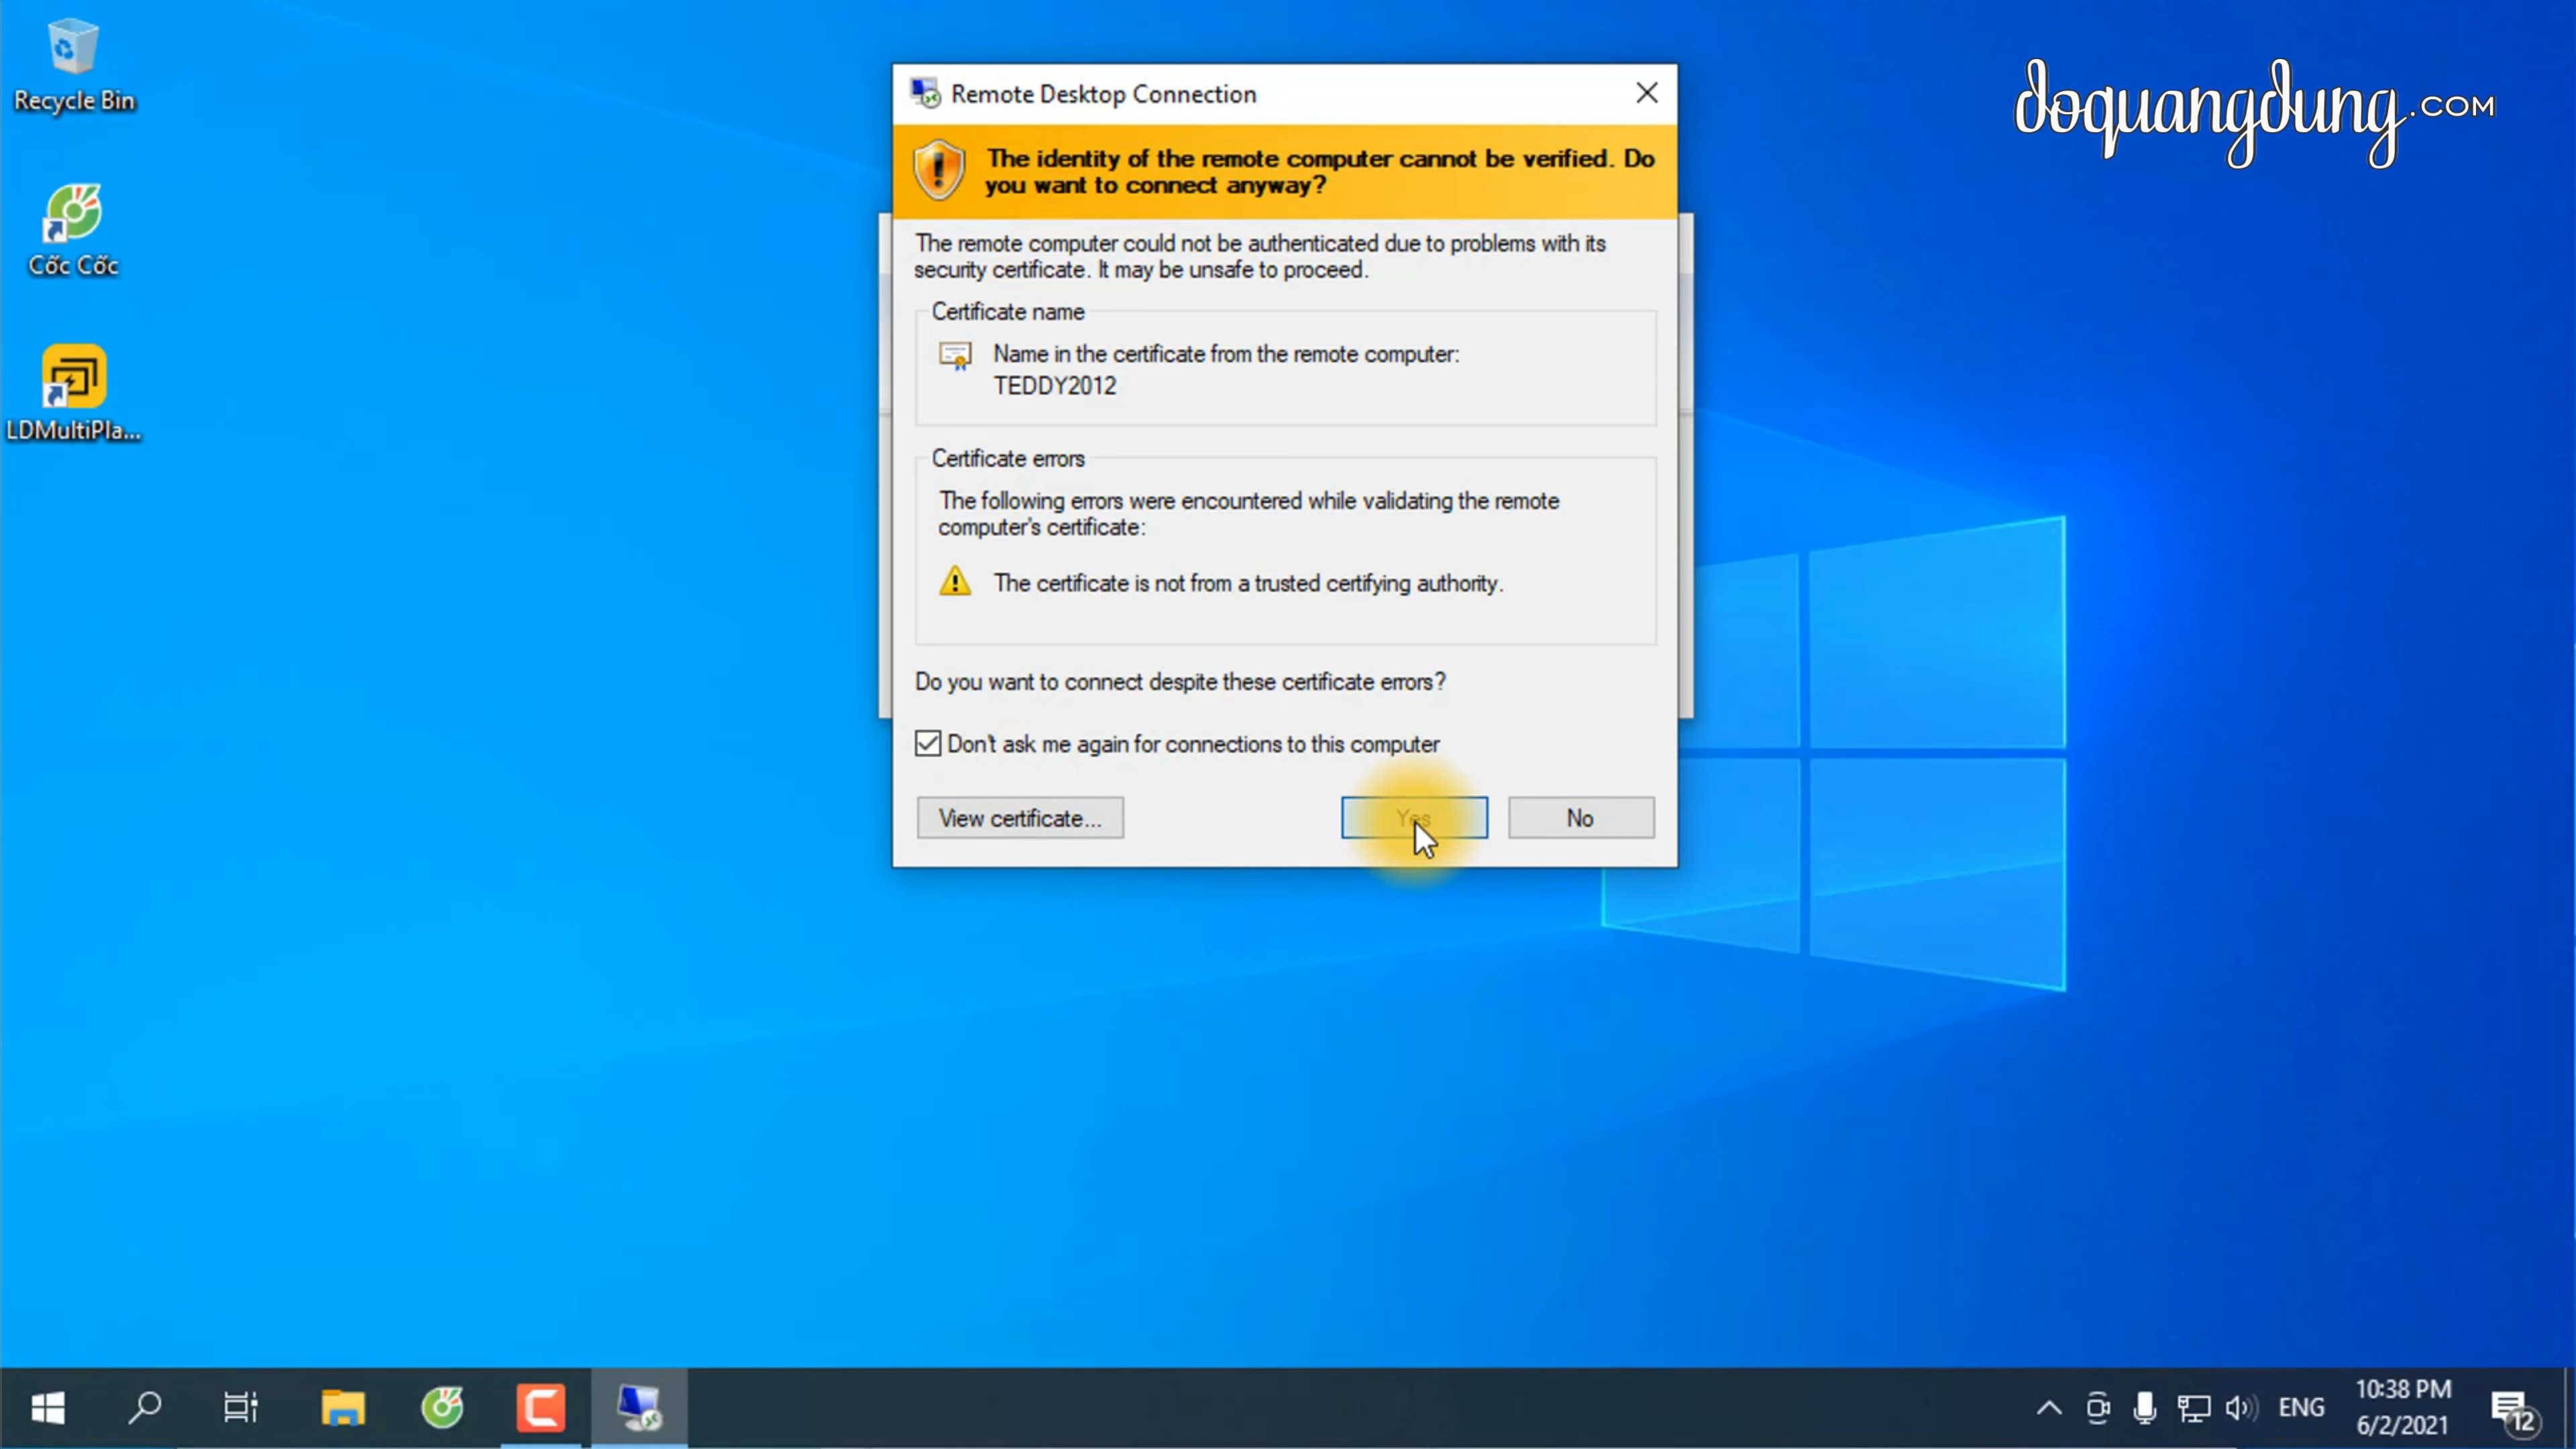 Recycle Bin
Cốc Cốc
LDMultiPla...
doquangdung.COM
Remote Desktop Connection
The identity of the remote computer cannot be verified. Do
you want to connect anyway?
The remote computer could not be authenticated due to problems with its
security certificate. It may be unsafe to proceed.
Certificate name
Name in the certificate from the remote computer:
TEDDY2012
Certificate errors
The following errors were encountered while validating the remote
computer's certificate:
The certificate is not from a trusted certifying authority.
Do you want to connect despite these certificate errors?
Don't ask me again for connections to this computer
View certificate...
Yes
No
ENG
10:38 PM
6/2/2021
12